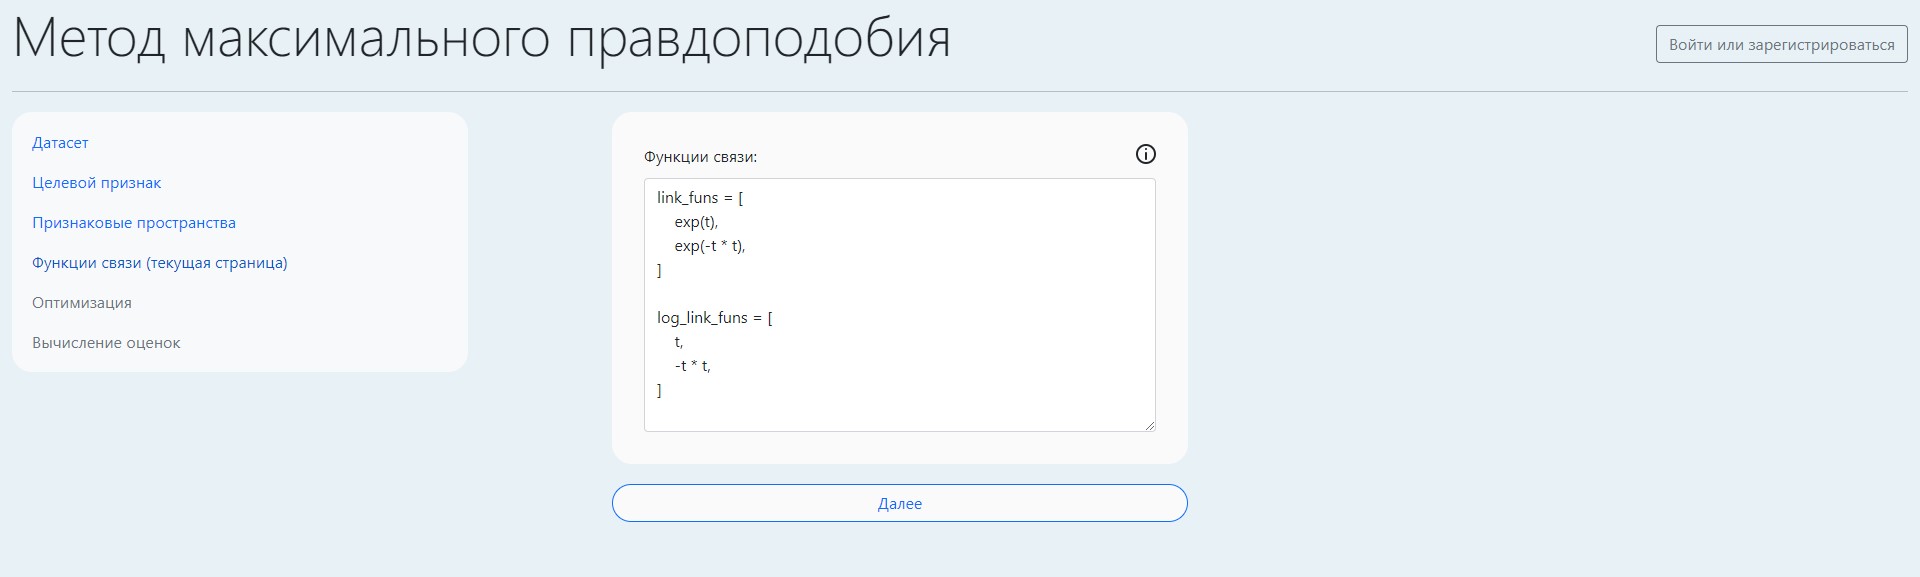 Метод максимального правдоподобия
Войти или зарегистрироваться
Датасет
Целевой признак
Признаковые пространства
Функции связи (текущая страница)
Оптимизация
Вычисление оценок
Функции связи:
link_funs = [
    exp(t),
    exp(-t * t),
]
log_link_funs = [
    t,
    -t * t,
]
Далее